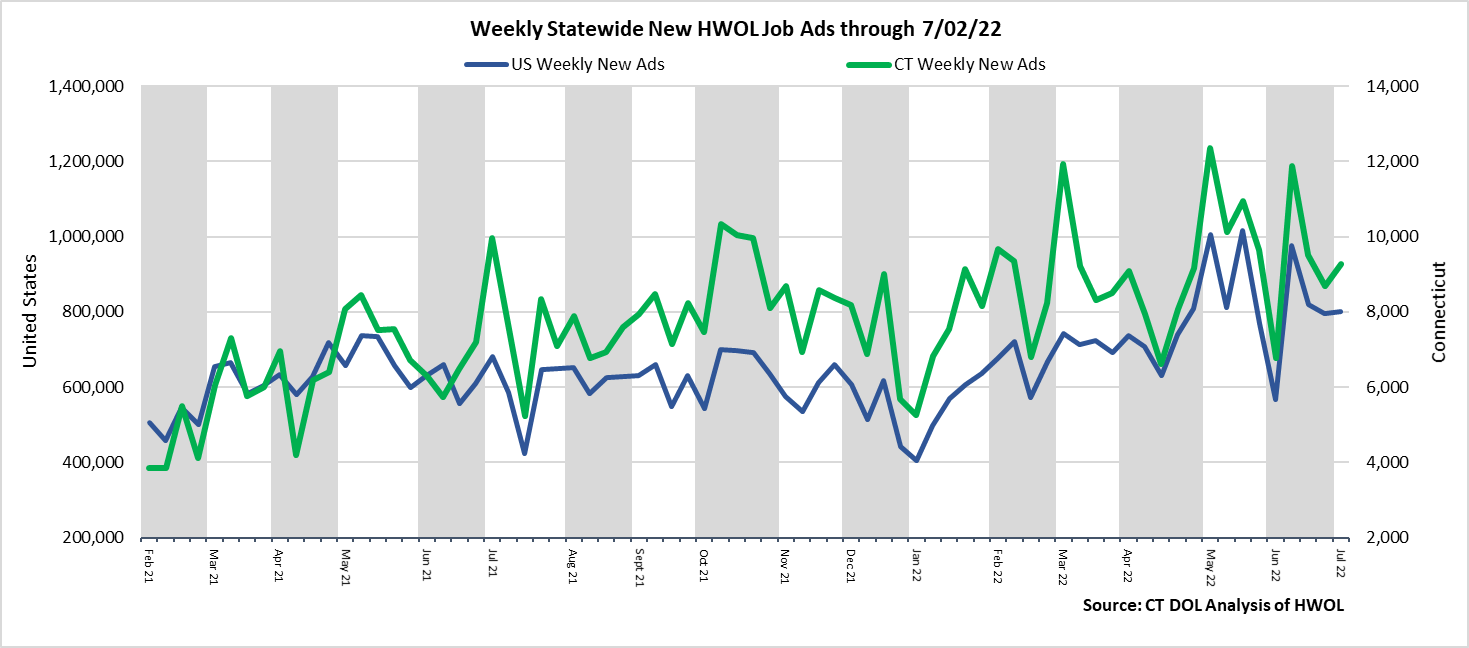 Weekly Statewide New HWOL Job Ads through 7/02/22
US Weekly New Ads
CT Weekly New Ads
1,400,000
1,200,000
1,000,000
800,000
600,000
400,000
200,000
United States
14,000
12,000
10,000
8,000
6,000
4,000
2,000
Connecticut
Feb 21
Mar 21
Apr 21
May 21
Jun 21
Jul 21
Aug 21
Sept 21
Oct 21
Nov 21
Dec 21
Jan 22
Feb 22
Mar 22
Apr 22
May 22
Jun 22
Jul 22
Source: CT DOL Analysis of HWOL